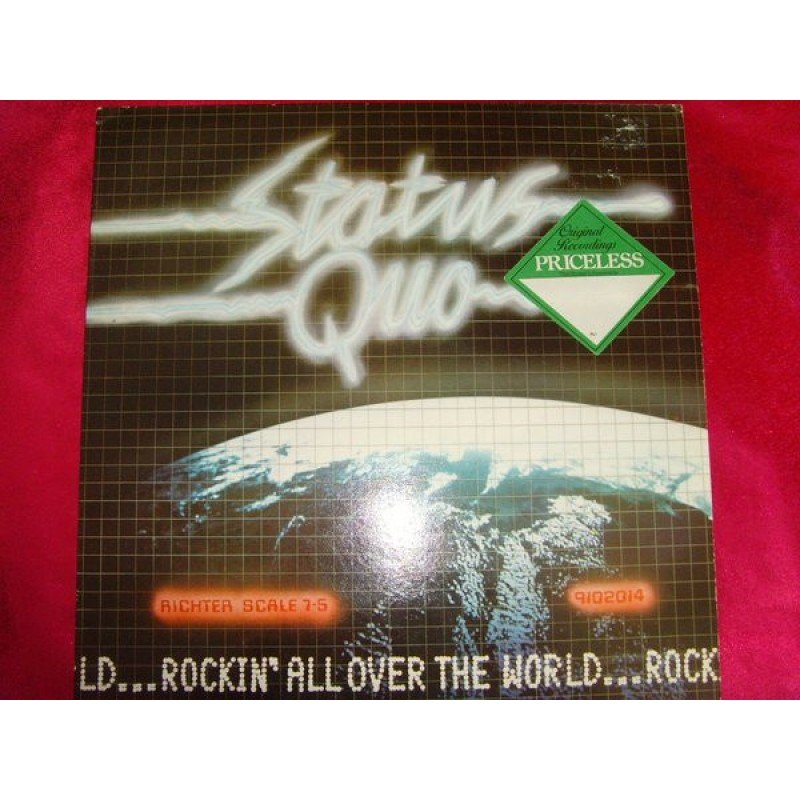 Status
Quo
Original
Recordings
PRICELESS
RICHTER SCALE 7-5
9102014
LD...ROCKIN' ALL OVER THE WORLD...ROCK